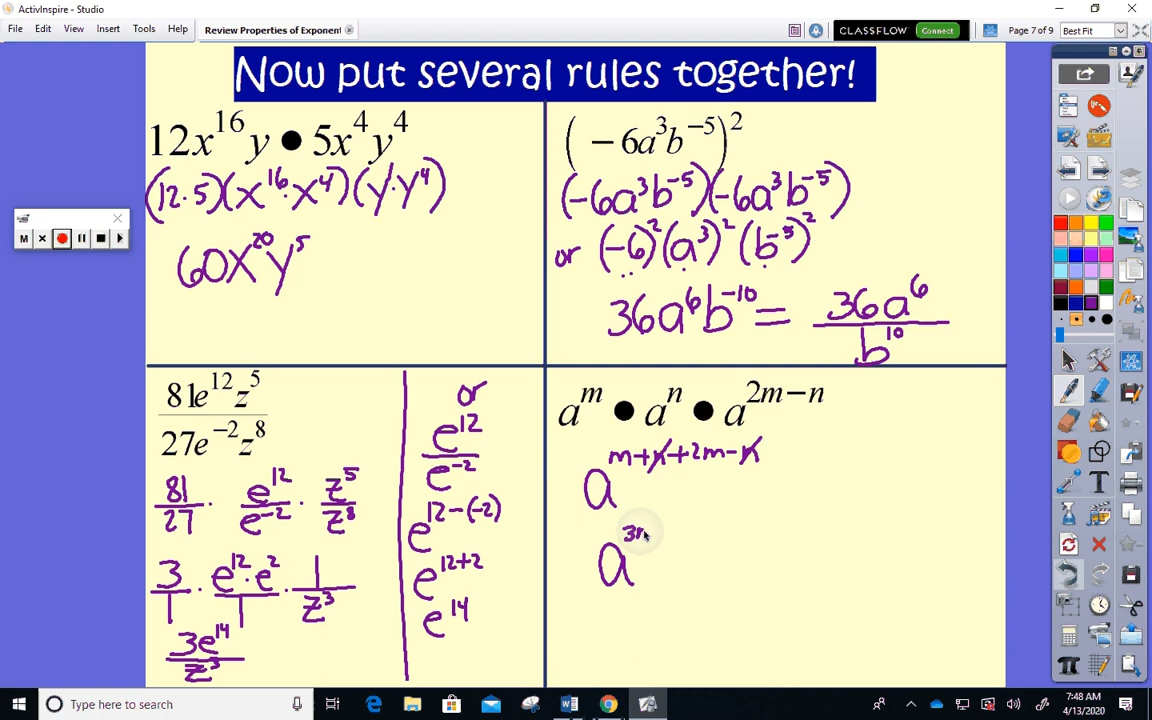 ActivInspire - Studio
File Edit View Insert Tools Help Review Properties of Exponent CLASSFLOW Connect Page 7 of 9 Best Fit
Now put several rules together!
12x^16 y • 5x^4 y^4
(12·5)(x^16·x^4)(y^1·y^4)
60x^20 y^5
(−6a^3 b^−5)^2
(−6a^3 b^−5)(−6a^3 b^−5)
or (−6)^2 (a^3)^2 (b^−5)^2
36a^6 b^−10 = 36a^6 / b^10
81e^12 z^5 / 27e^−2 z^8
81/27 · e^12/e^−2 · z^5/z^8
3/1 · e^12·e^2/1 · 1/z^3
3e^14/z^3
or
e^12/e^−2
e^12−(−2)
e^12+2
e^14
a^m • a^n • a^2m−n
a^m+n+2m−n
a^3m
M
Type here to search
7:48 AM
4/13/2020